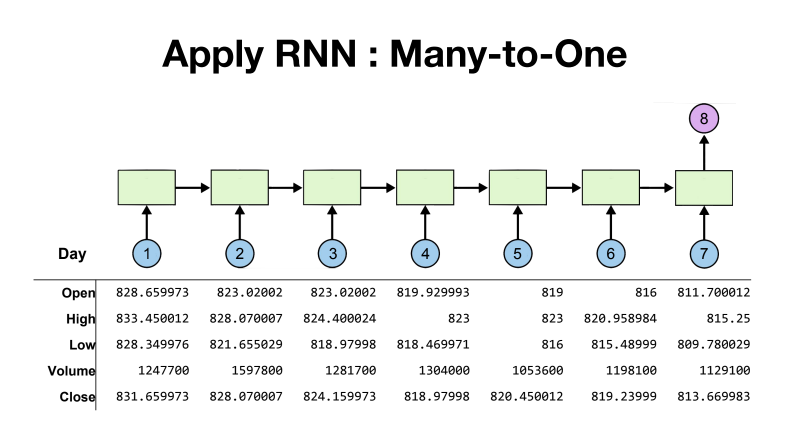 Apply RNN : Many-to-One
8
Day 1 2 3 4 5 6 7
Open 828.659973 823.02002 823.02002 819.929993 819 816 811.700012
High 833.450012 828.070007 824.400024 823 823 820.958984 815.25
Low 828.349976 821.655029 818.97998 818.469971 816 815.48999 809.780029
Volume 1247700 1597800 1281700 1304000 1053600 1198100 1129100
Close 831.659973 828.070007 824.159973 818.97998 820.450012 819.23999 813.669983